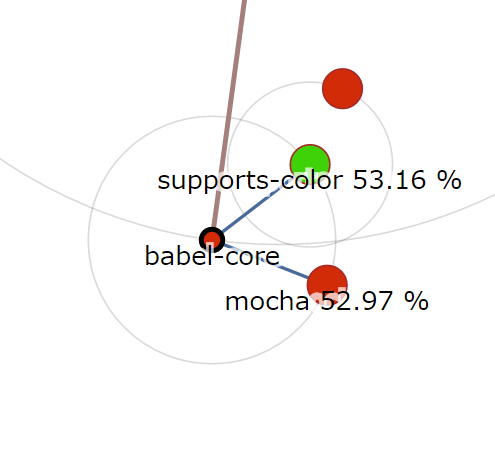 supports-color 53.16 %
babel-core
mocha 52.97 %